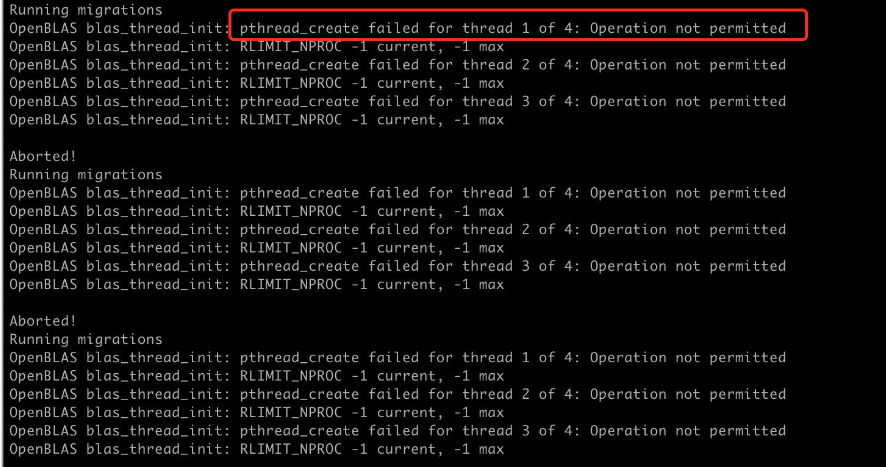 Running migrations
OpenBLAS blas_thread_init: pthread_create failed for thread 1 of 4: Operation not permitted
OpenBLAS blas_thread_init: RLIMIT_NPROC -1 current, -1 max
OpenBLAS blas_thread_init: pthread_create failed for thread 2 of 4: Operation not permitted
OpenBLAS blas_thread_init: RLIMIT_NPROC -1 current, -1 max
OpenBLAS blas_thread_init: pthread_create failed for thread 3 of 4: Operation not permitted
OpenBLAS blas_thread_init: RLIMIT_NPROC -1 current, -1 max

Aborted!
Running migrations
OpenBLAS blas_thread_init: pthread_create failed for thread 1 of 4: Operation not permitted
OpenBLAS blas_thread_init: RLIMIT_NPROC -1 current, -1 max
OpenBLAS blas_thread_init: pthread_create failed for thread 2 of 4: Operation not permitted
OpenBLAS blas_thread_init: RLIMIT_NPROC -1 current, -1 max
OpenBLAS blas_thread_init: pthread_create failed for thread 3 of 4: Operation not permitted
OpenBLAS blas_thread_init: RLIMIT_NPROC -1 current, -1 max

Aborted!
Running migrations
OpenBLAS blas_thread_init: pthread_create failed for thread 1 of 4: Operation not permitted
OpenBLAS blas_thread_init: RLIMIT_NPROC -1 current, -1 max
OpenBLAS blas_thread_init: pthread_create failed for thread 2 of 4: Operation not permitted
OpenBLAS blas_thread_init: RLIMIT_NPROC -1 current, -1 max
OpenBLAS blas_thread_init: pthread_create failed for thread 3 of 4: Operation not permitted
OpenBLAS blas_thread_init: RLIMIT_NPROC -1 current, -1 max